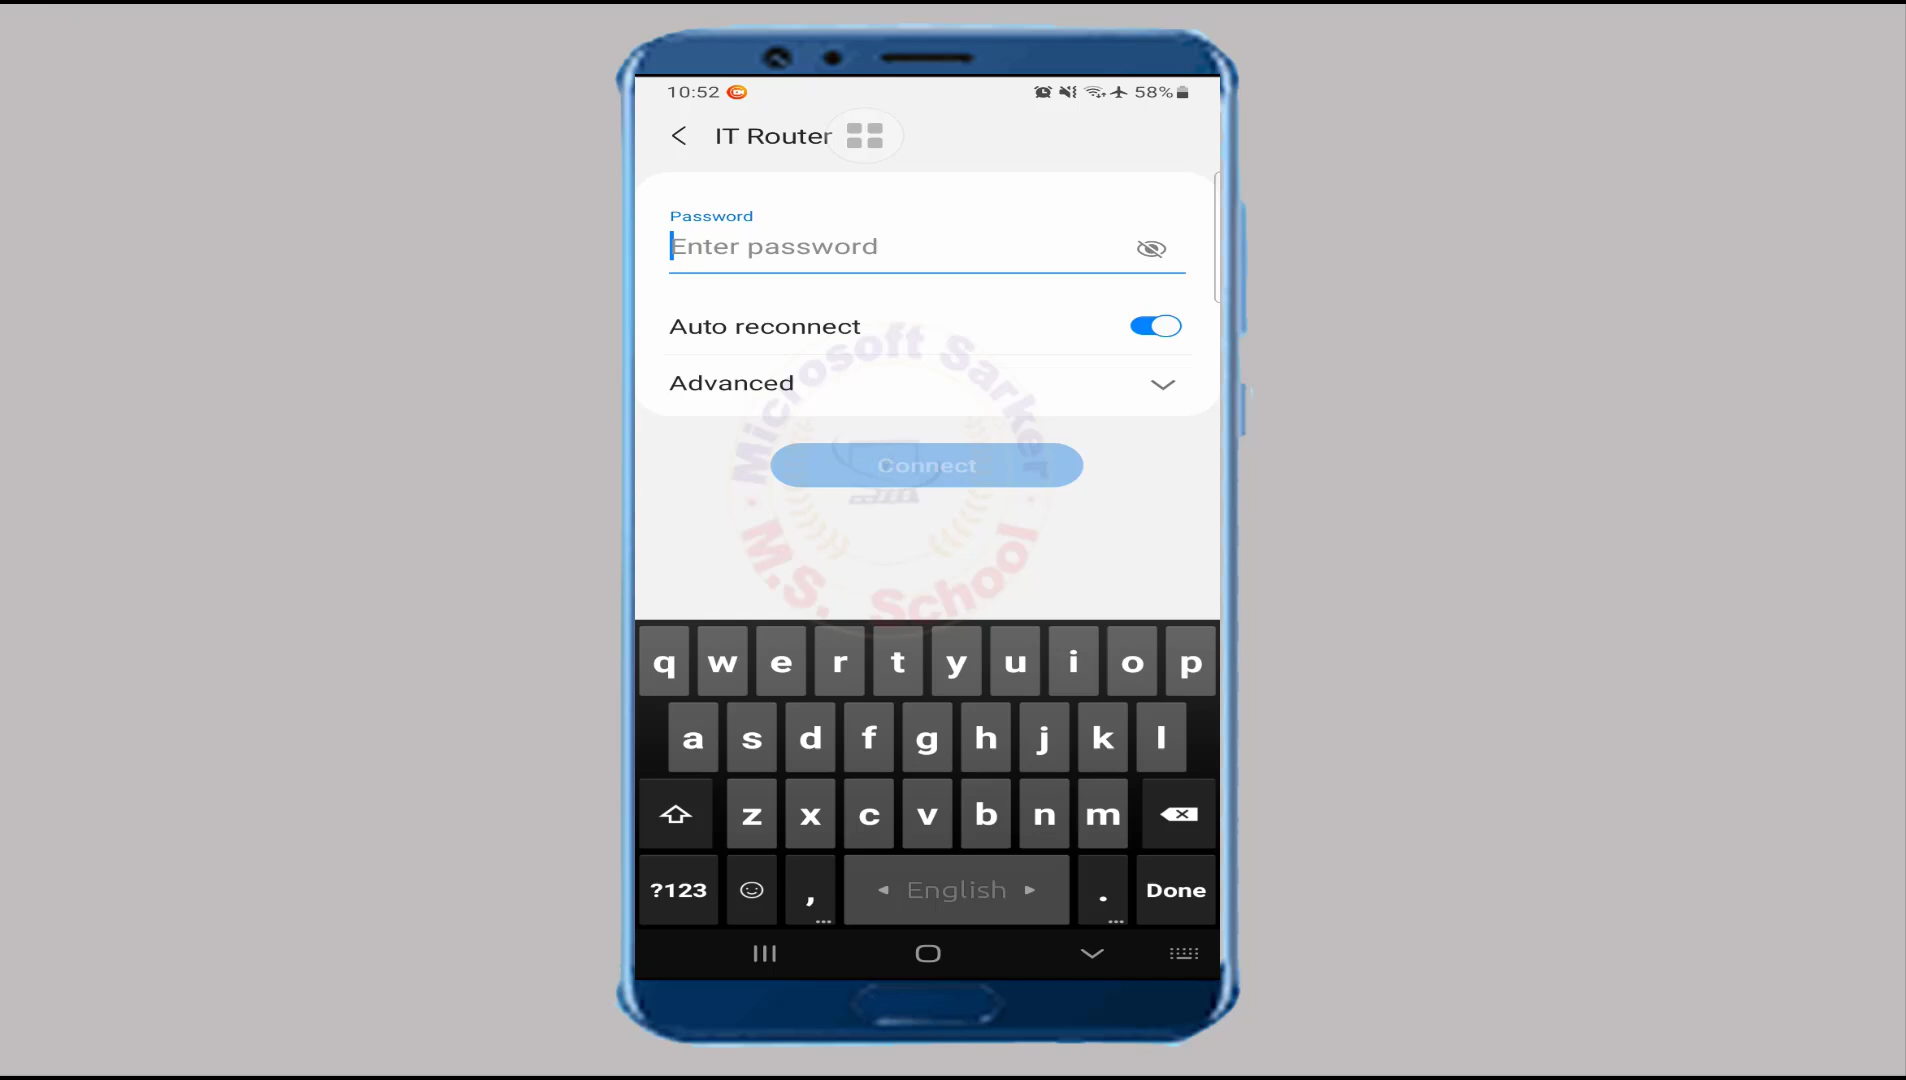 10:52 58%
IT Router
Password
Enter password
Auto reconnect
Advanced
Microsoft Sarker
Connect
M.S. School
q w e r t y u i o p
a s d f g h j k l
z x c v b n m
?123 , English . Done